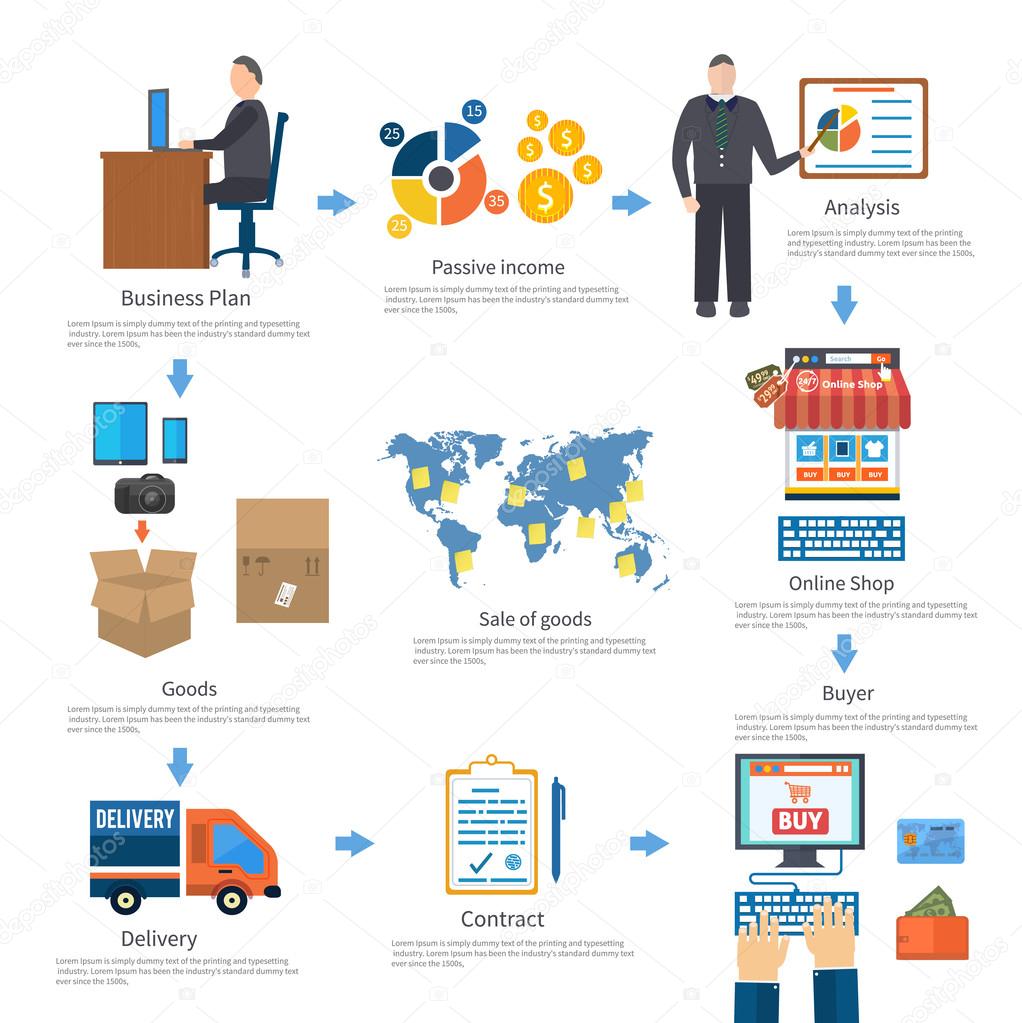 15
25
35
25
Business Plan
Lorem Ipsum is simply dummy text of the printing and typesetting
industry. Lorem Ipsum has been the industry's standard dummy text
ever since the 1500s,
Passive income
Lorem Ipsum is simply dummy text of the printing and typesetting
industry. Lorem Ipsum has been the industry's standard dummy text
ever since the 1500s,
Analysis
Lorem Ipsum is simply dummy text of the printing
and typesetting industry. Lorem Ipsum has been
the industry's standard dummy text ever since the 1500s,
Search
Go
24/7
Online Shop
$49.99
$29.99
BUY
BUY
BUY
Online Shop
Lorem Ipsum is simply dummy text of the printing and typesetting
industry. Lorem Ipsum has been the industry's standard dummy text
ever since the 1500s,
Sale of goods
Lorem Ipsum is simply dummy text of the printing and typesetting
industry. Lorem Ipsum has been the industry's standard dummy text
ever since the 1500s,
Goods
Lorem Ipsum is simply dummy text of the printing and typesetting
industry. Lorem Ipsum has been the industry's standard dummy text
ever since the 1500s,
Buyer
Lorem Ipsum is simply dummy text of the printing and typesetting
industry. Lorem Ipsum has been the industry's standard dummy text
ever since the 1500s,
BUY
DELIVERY
Delivery
Lorem Ipsum is simply dummy text of the printing and typesetting
industry. Lorem Ipsum has been the industry's standard dummy text
ever since the 1500s,
Contract
Lorem Ipsum is simply dummy text of the printing and typesetting
industry. Lorem Ipsum has been the industry's standard dummy text
ever since the 1500s,
depositphotos